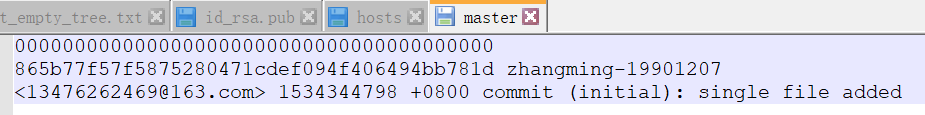 t_empty_tree.txt id_rsa.pub hosts master
0000000000000000000000000000000000000000
865b77f57f5875280471cdef094f406494bb781d zhangming-19901207
<13476262469@163.com> 1534344798 +0800 commit (initial): single file added